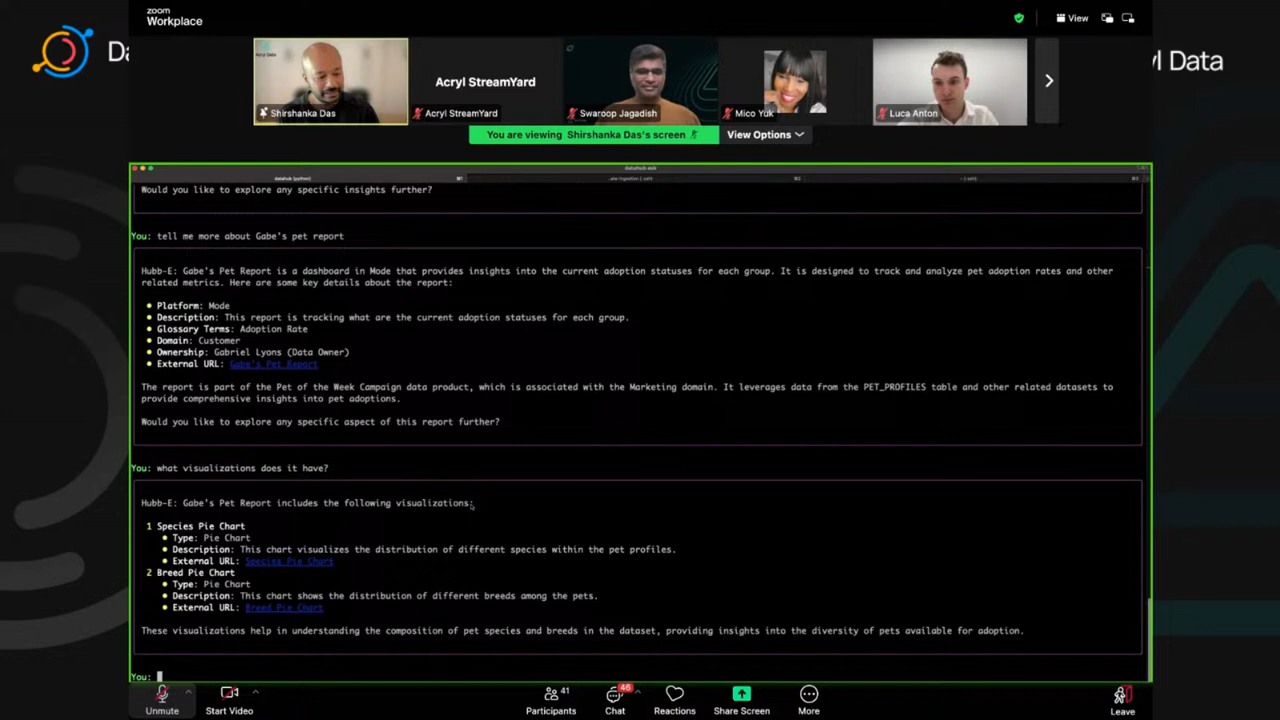 zoom
Workplace
View
Da
yl Data
Acryl Data
Acryl StreamYard
Shirshanka Das
Acryl StreamYard
Swaroop Jagadish
Mico Yuk
Luca Anton
You are viewing Shirshanka Das's screen
View Options
datahub (python)
Would you like to explore any specific insights further?
You: tell me more about Gabe's pet report
Hubb-E: Gabe's Pet Report is a dashboard in Mode that provides insights into the current adoption statuses for each group. It is designed to track and analyze pet adoption rates and other
related metrics. Here are some key details about the report:
• Platform: Mode
• Description: This report is tracking what are the current adoption statuses for each group.
• Glossary Terms: Adoption Rate
• Domain: Customer
• Ownership: Gabriel Lyons (Data Owner)
• External URL: Gabe's Pet Report
The report is part of the Pet of the Week Campaign data product, which is associated with the Marketing domain. It leverages data from the PET_PROFILES table and other related datasets to
provide comprehensive insights into pet adoptions.
Would you like to explore any specific aspect of this report further?
You: what visualizations does it have?
Hubb-E: Gabe's Pet Report includes the following visualizations:
1 Species Pie Chart
• Type: Pie Chart
• Description: This chart visualizes the distribution of different species within the pet profiles.
• External URL: Species Pie Chart
2 Breed Pie Chart
• Type: Pie Chart
• Description: This chart shows the distribution of different breeds among the pets.
• External URL: Breed Pie Chart
These visualizations help in understanding the composition of pet species and breeds in the dataset, providing insights into the diversity of pets available for adoption.
You:
41
46
Unmute
Start Video
Participants
Chat
Reactions
Share Screen
More
Leave